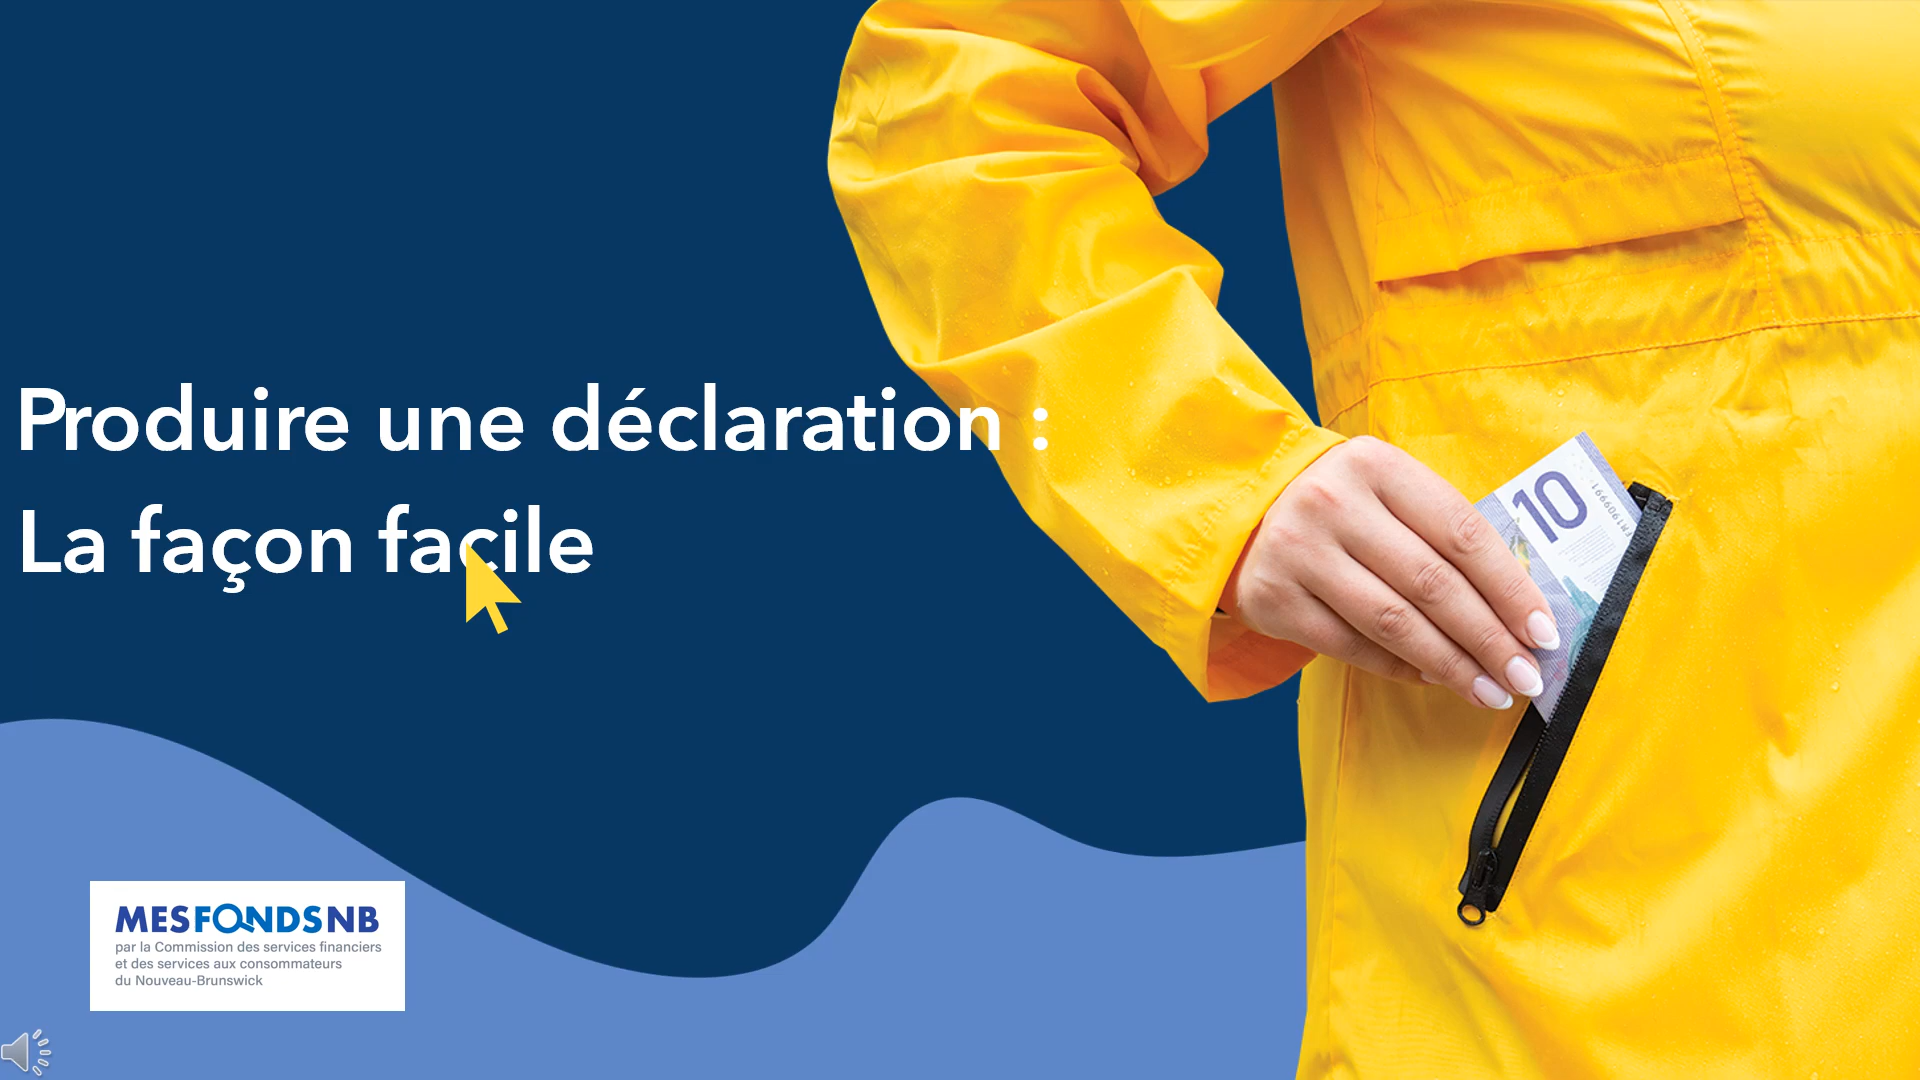 Produire une déclaration :
La façon facile
10
MESFONDSNB
par la Commission des services financiers
et des services aux consommateurs
du Nouveau-Brunswick